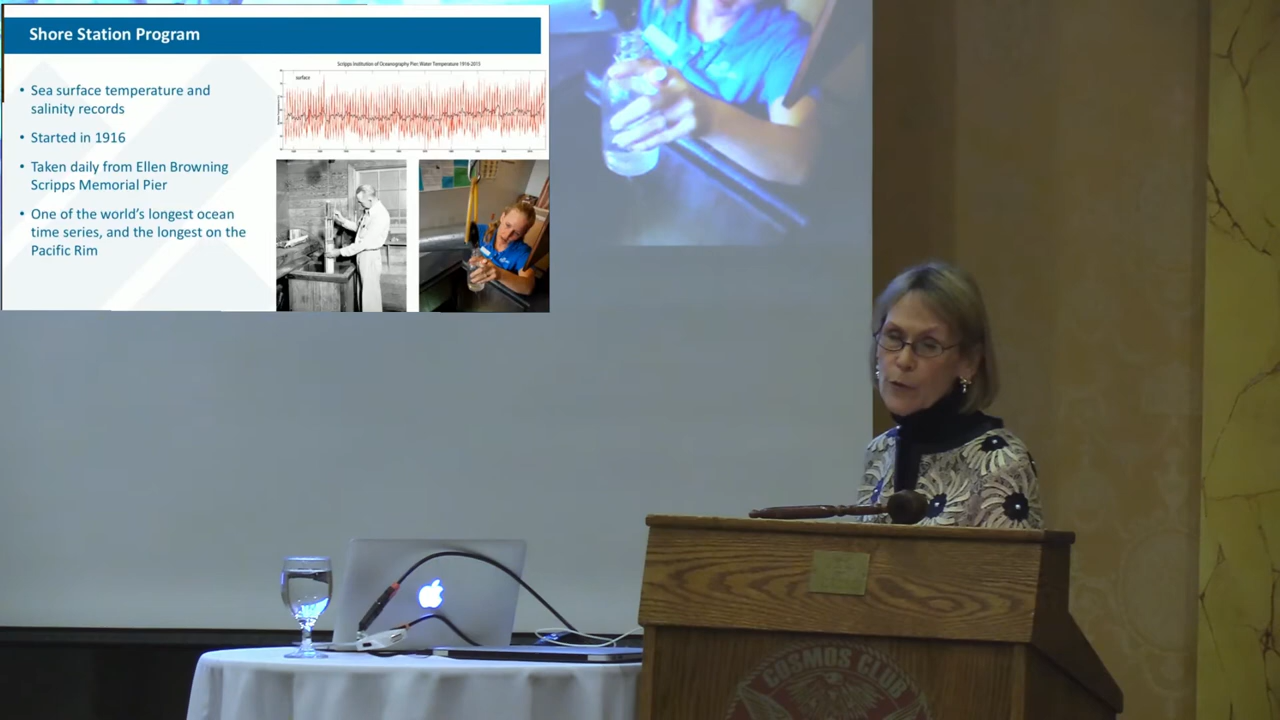 Shore Station Program
• Sea surface temperature and
salinity records
• Started in 1916
• Taken daily from Ellen Browning
Scripps Memorial Pier
• One of the world's longest ocean
time series, and the longest on the
Pacific Rim
Scripps Institution of Oceanography Pier: Water Temperature 1916-2015
surface
COSMOS CLUB